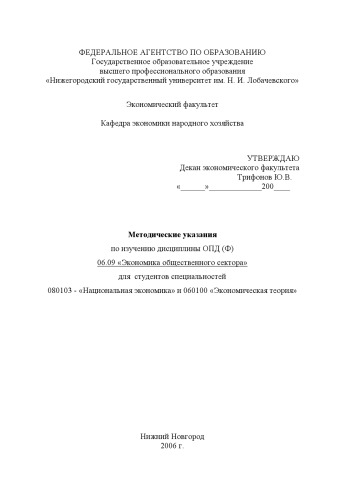 ФЕДЕРАЛЬНОЕ АГЕНТСТВО ПО ОБРАЗОВАНИЮ
Государственное образовательное учреждение
высшего профессионального образования
«Нижегородский государственный университет им. Н. И. Лобачевского»
Экономический факультет
Кафедра экономики народного хозяйства
УТВЕРЖДАЮ
Декан экономического факультета
Трифонов Ю.В.
«______»_____________200____
Методические указания
по изучению дисциплины ОПД (Ф)
06.09 «Экономика общественного сектора»
для студентов специальностей
080103 - «Национальная экономика» и 060100 «Экономическая теория»
Нижний Новгород
2006 г.